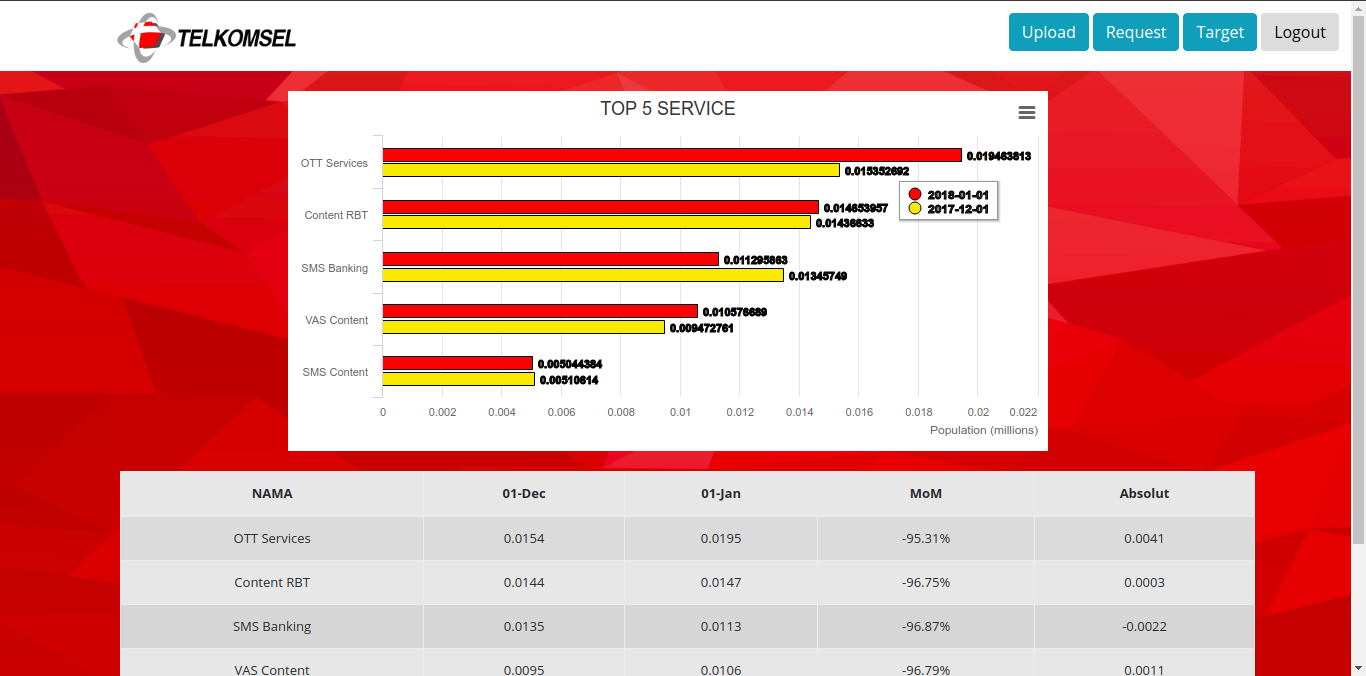 TELKOMSEL
Upload Request Target Logout
TOP 5 SERVICE
OTT Services 0.019463813
0.015352692
2018-01-01
2017-12-01
Content RBT 0.014653957
0.01436633
SMS Banking 0.011295863
0.01345749
VAS Content 0.010576689
0.009472761
SMS Content 0.005044384
0.00510614
0 0.002 0.004 0.006 0.008 0.01 0.012 0.014 0.016 0.018 0.02 0.022
Population (millions)
NAMA 01-Dec 01-Jan MoM Absolut
OTT Services 0.0154 0.0195 -95.31% 0.0041
Content RBT 0.0144 0.0147 -96.75% 0.0003
SMS Banking 0.0135 0.0113 -96.87% -0.0022
VAS Content 0.0095 0.0106 -96.79% 0.0011